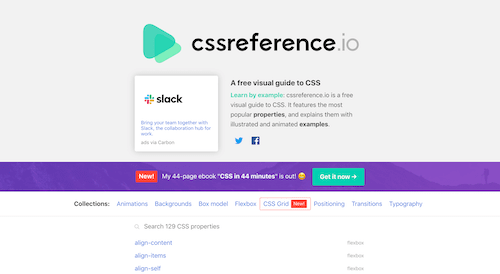 cssreference.io
slack
Bring your team together with
Slack, the collaboration hub for
work.
ads via Carbon
A free visual guide to CSS
Learn by example: cssreference.io is a free
visual guide to CSS. It features the most
popular properties, and explains them with
illustrated and animated examples.
New! My 44-page ebook "CSS in 44 minutes" is out! 😄 Get it now →
Collections: Animations Backgrounds Box model Flexbox CSS Grid New! Positioning Transitions Typography
Search 129 CSS properties
align-content flexbox
align-items flexbox
align-self flexbox